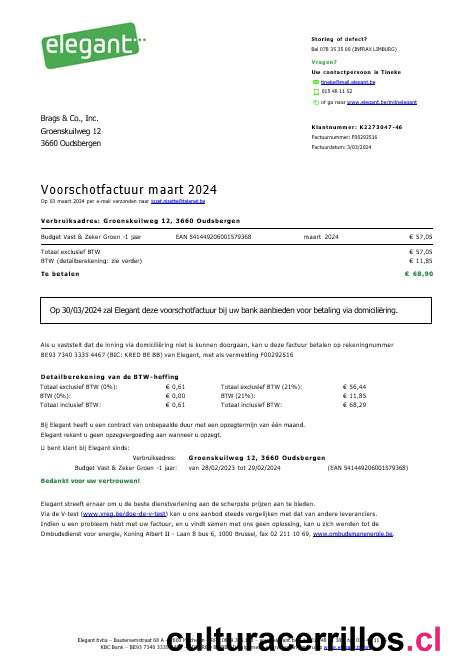 elegant
Storing of defect?
Bel 078 35 35 00 (INFRAX LIMBURG)
Vragen?
Uw contactpersoon is Tineke
tineke@mail.elegant.be
015 48 11 52
of ga naar www.elegant.be/mijnelegant
Brags & Co., Inc.
Groenskuilweg 12
3660 Oudsbergen
Klantnummer: K2273047-46
Factuurnummer: F00292516
Factuurdatum: 3/03/2024
Voorschotfactuur maart 2024
Op 03 maart 2024 per e-mail verzonden naar
Verbruiksadres: Groenskuilweg 12, 3660 Oudsbergen
Budget Vast & Zeker Groen -1 jaar EAN 541449206001579368 maart 2024 € 57,05
Totaal exclusief BTW € 57,05
BTW (detailberekening: zie verder) € 11,85
Te betalen € 68,90
Op 30/03/2024 zal Elegant deze voorschotfactuur bij uw bank aanbieden voor betaling via domiciliëring.
Als u vaststelt dat de inning via domiciliëring niet is kunnen doorgaan, kan u deze factuur betalen op rekeningnummer
BE93 7340 3335 4467 (BIC: KRED BE BB) van Elegant, met als vermelding F00292516
Detailberekening van de BTW-heffing
Totaal exclusief BTW (0%): € 0,61 Totaal exclusief BTW (21%): € 56,44
BTW (0%): € 0,00 BTW (21%): € 11,85
Totaal inclusief BTW: € 0,61 Totaal inclusief BTW: € 68,29
Bij Elegant heeft u een contract van onbepaalde duur met een opzegtermijn van één maand.
Elegant rekent u geen opzegvergoeding aan wanneer u opzegt.
U bent klant bij Elegant sinds:
Verbruiksadres: Groenskuilweg 12, 3660 Oudsbergen
Budget Vast & Zeker Groen -1 jaar: van 28/02/2023 tot 29/02/2024 (EAN 541449206001579368)
Bedankt voor uw vertrouwen!
Elegant streeft ernaar om u de beste dienstverlening aan de scherpste prijzen aan te bieden.
Via de V-test (www.vreg.be/doe-de-v-test) kan u ons aanbod steeds vergelijken met dat van andere leveranciers.
Indien u een probleem hebt met uw factuur, en u vindt samen met ons geen oplossing, kan u zich wenden tot de
Ombudsdienst voor energie, Koning Albert II - Laan 8 bus 6, 1000 Brussel, fax 02 211 10 69, www.ombudsmanenergie.be.
Elegant bvba – Bautersemstraat 68 A
KBC Bank – BE93 7340 3335
culturacerrillos.cl